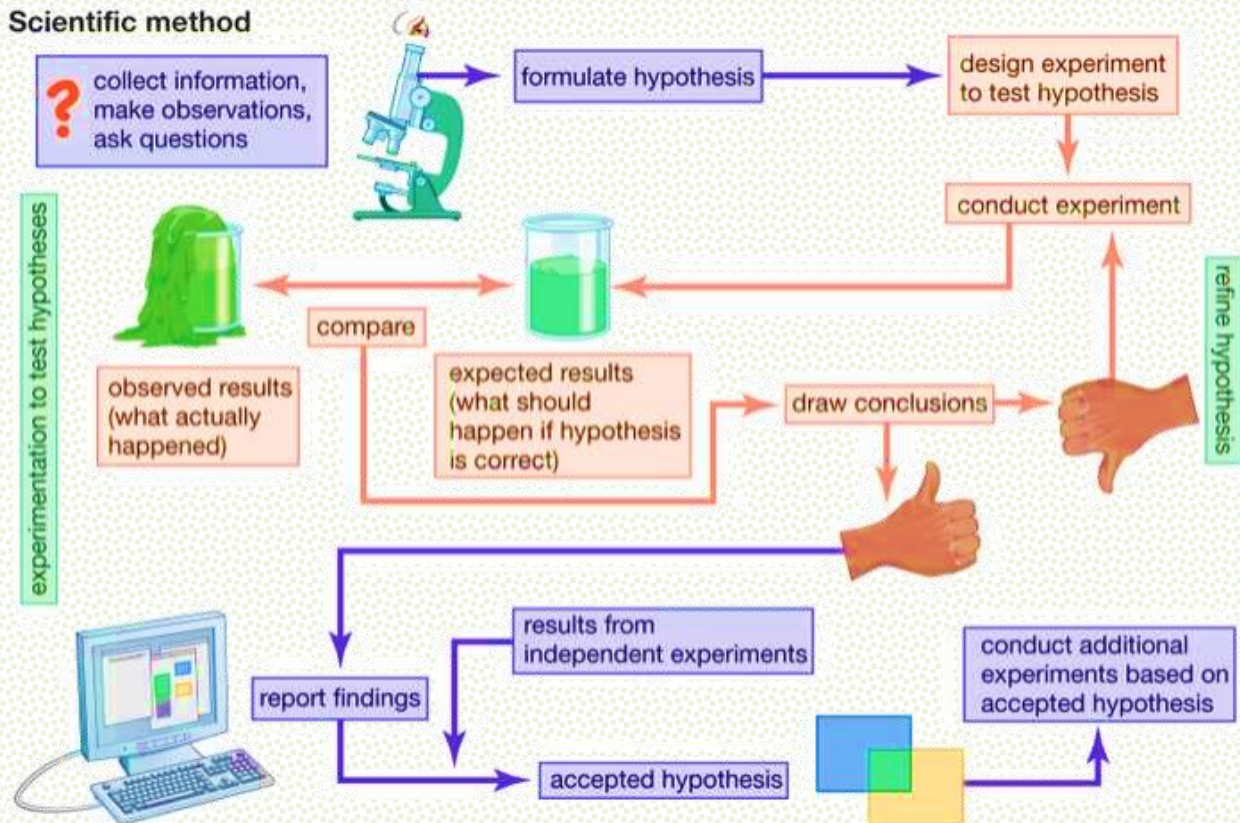 Scientific method
?
collect information,
make observations,
ask questions
formulate hypothesis
design experiment
to test hypothesis
conduct experiment
experimentation to test hypotheses
refine hypothesis
compare
observed results
(what actually
happened)
expected results
(what should
happen if hypothesis
is correct)
draw conclusions
results from
independent experiments
report findings
accepted hypothesis
conduct additional
experiments based on
accepted hypothesis